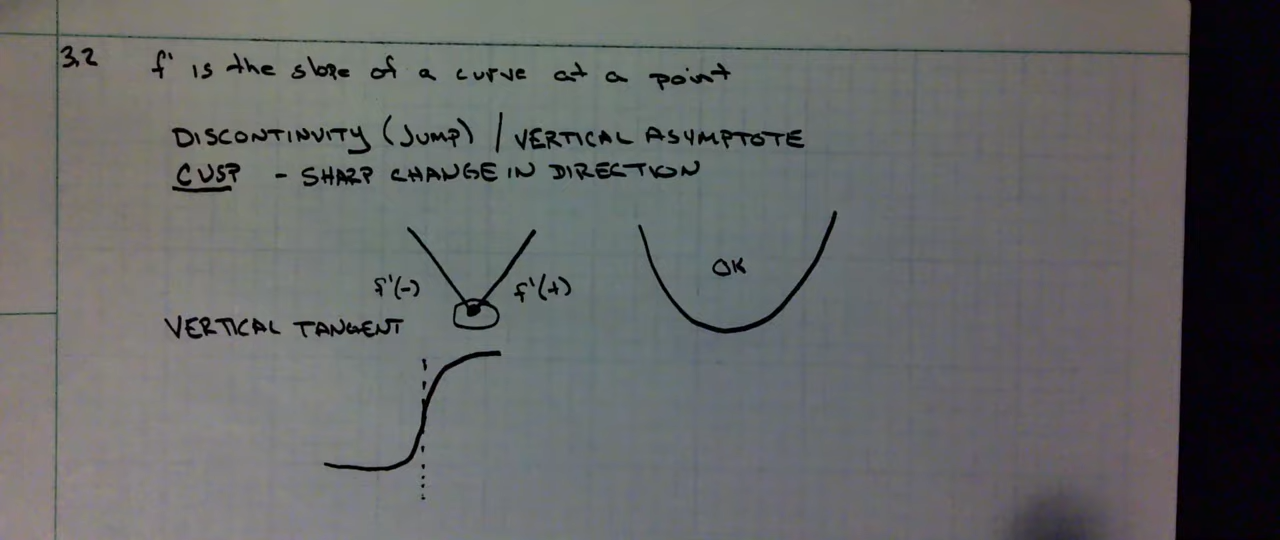 3.2 f' is the slope of a curve at a point
DISCONTINUITY (JUMP) / VERTICAL ASYMPTOTE
CUSP - SHARP CHANGE IN DIRECTION
OK
f'(-) f'(+)
VERTICAL TANGENT